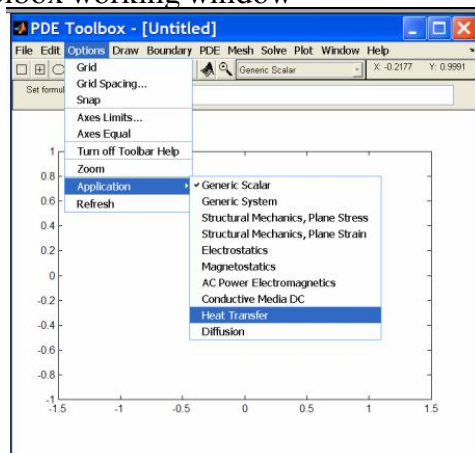 lbox working window
PDE Toolbox - [Untitled]
File Edit Options Draw Boundary PDE Mesh Solve Plot Window Help
Generic Scalar X: -0.2177 Y: 0.9991
Set formul
Grid
Grid Spacing...
Snap
Axes Limits...
Axes Equal
Turn off Toolbar Help
Zoom
Application
Refresh
✓ Generic Scalar
Generic System
Structural Mechanics, Plane Stress
Structural Mechanics, Plane Strain
Electrostatics
Magnetostatics
AC Power Electromagnetics
Conductive Media DC
Heat Transfer
Diffusion
1
0.8
0.6
0.4
0.2
0
-0.2
-0.4
-0.6
-0.8
-1
-1.5 -1 -0.5 0 0.5 1 1.5